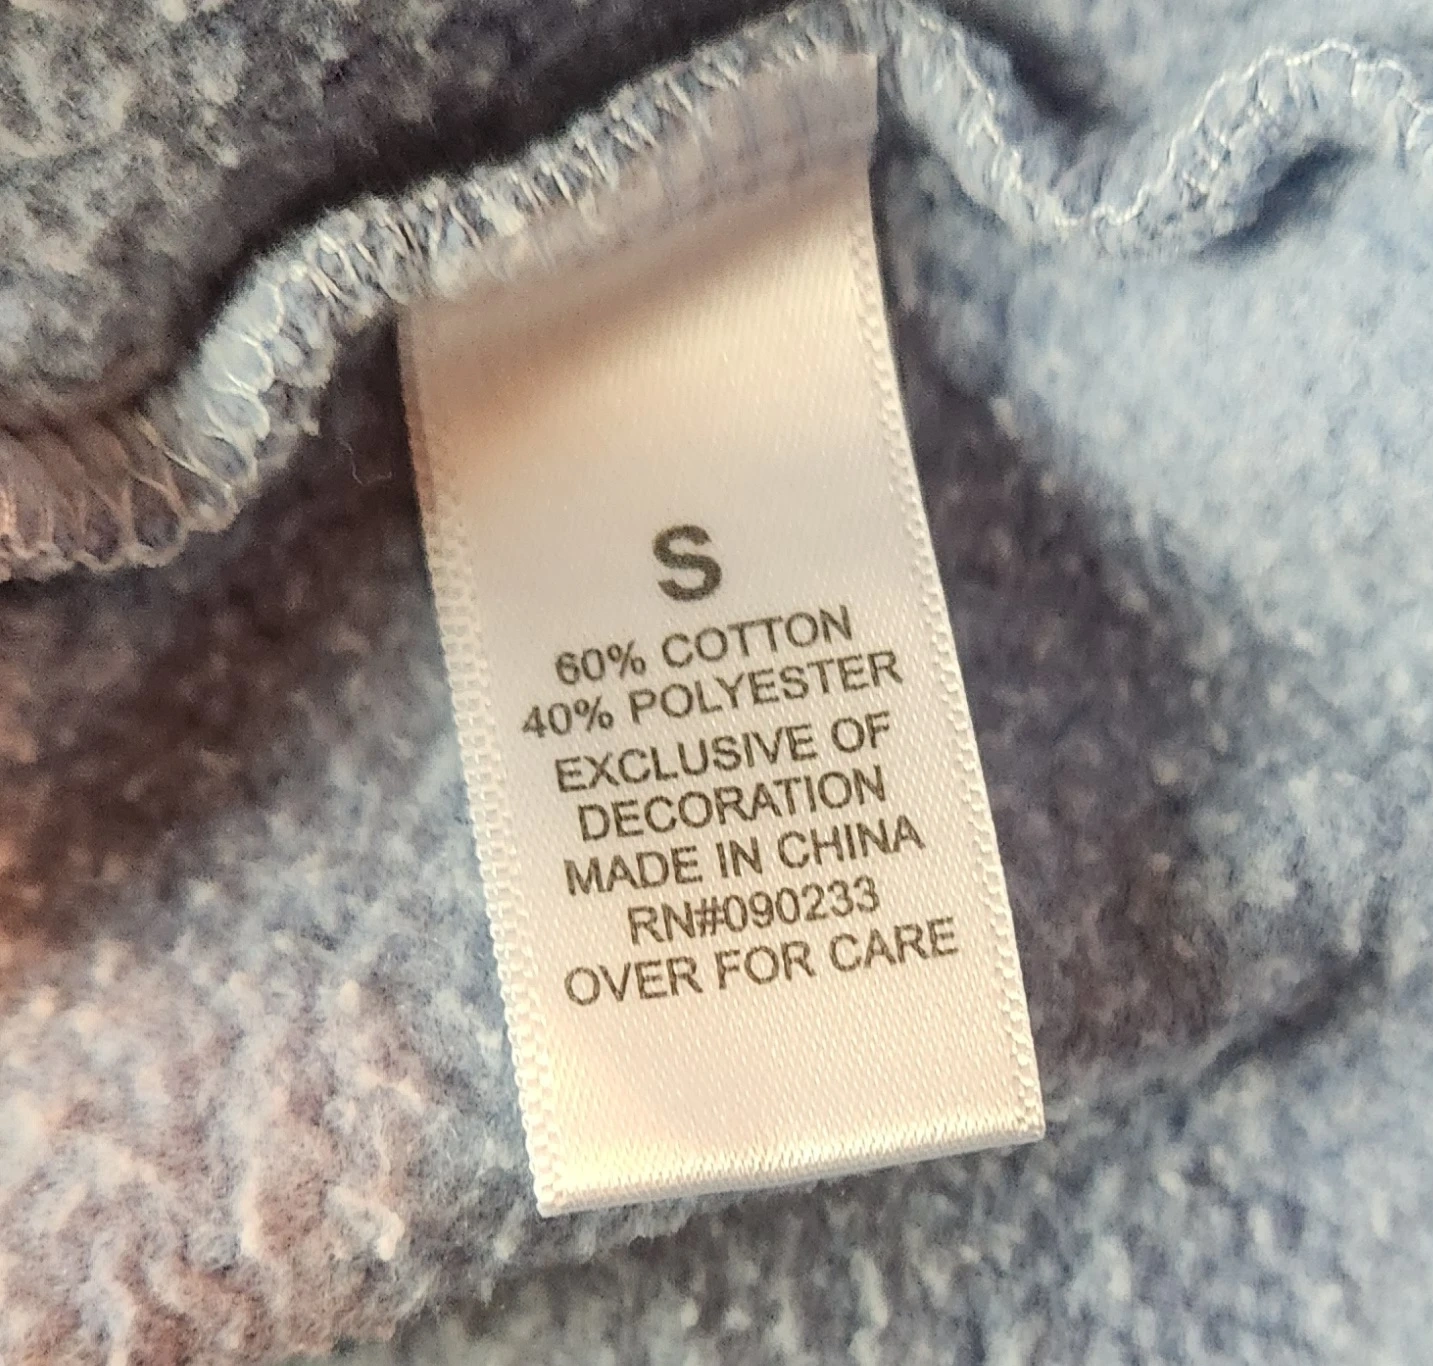 S
60% COTTON
40% POLYESTER
EXCLUSIVE OF
DECORATION
MADE IN CHINA
RN#090233
OVER FOR CARE